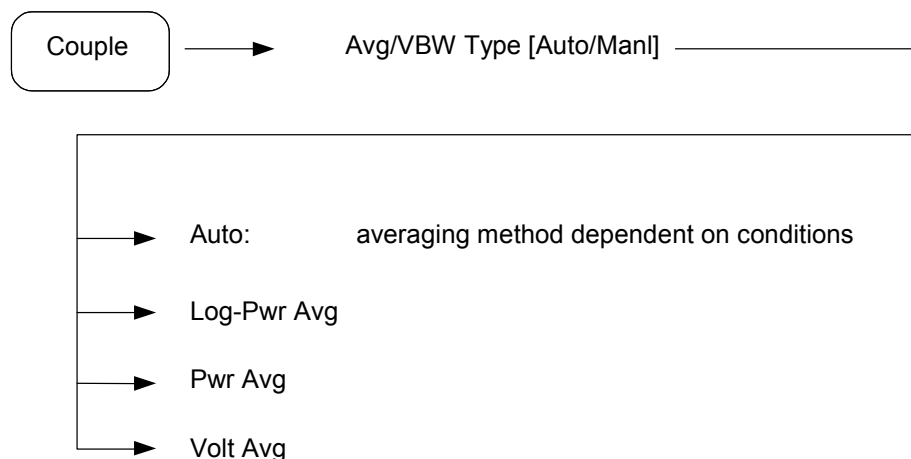 Couple Avg/VBW Type [Auto/Manl]
Auto: averaging method dependent on conditions
Log-Pwr Avg
Pwr Avg
Volt Avg